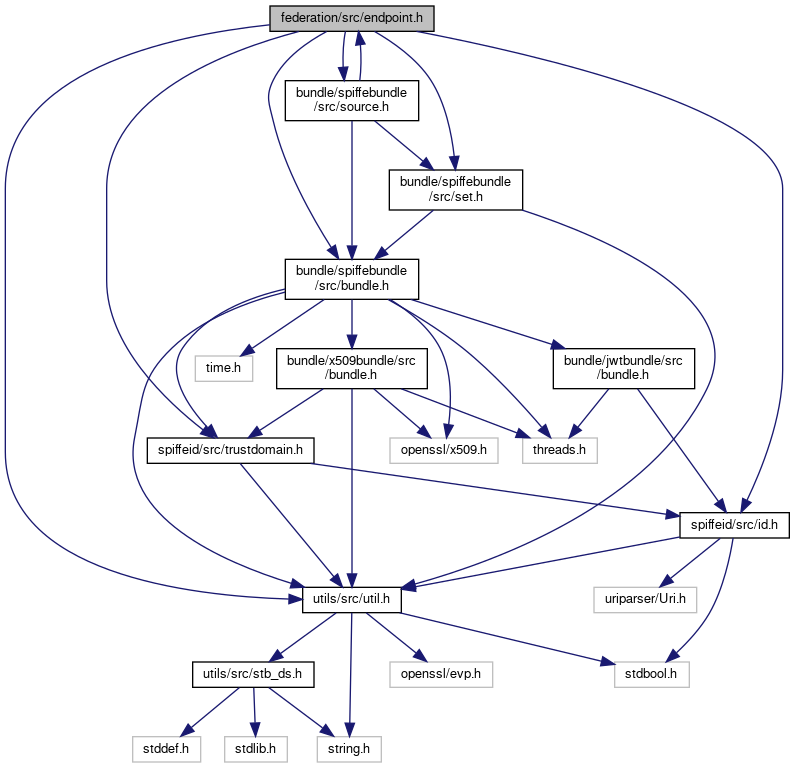 federation/src/endpoint.h
bundle/spiffebundle
/src/source.h
bundle/spiffebundle
/src/set.h
bundle/spiffebundle
/src/bundle.h
time.h
bundle/x509bundle/src
/bundle.h
bundle/jwtbundle/src
/bundle.h
spiffeid/src/trustdomain.h
openssl/x509.h
threads.h
spiffeid/src/id.h
utils/src/util.h
uriparser/Uri.h
utils/src/stb_ds.h
openssl/evp.h
stdbool.h
stddef.h
stdlib.h
string.h